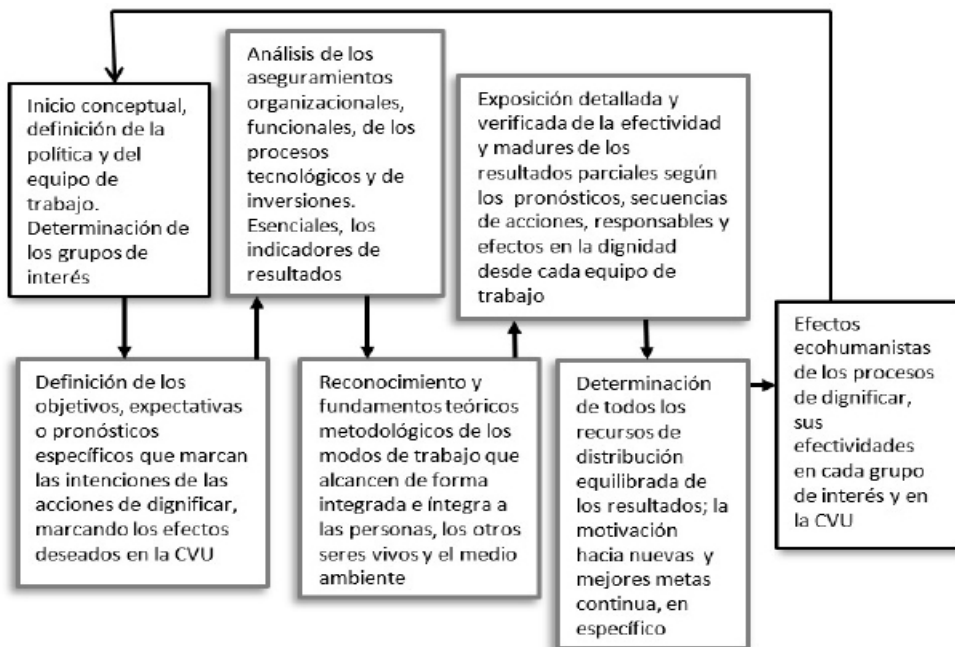 Inicio conceptual,
definición de la
política y del
equipo de
trabajo.
Determinación de
los grupos de
interés
Definición de los
objetivos, expectativas
o pronósticos
específicos que marcan
las intenciones de las
acciones de dignificar,
marcando los efectos
deseados en la CVU
Análisis de los
aseguramientos
organizacionales,
funcionales, de los
procesos
tecnológicos y de
inversiones.
Esenciales, los
indicadores de
resultados
Reconocimiento y
fundamentos teóricos
metodológicos de los
modos de trabajo que
alcancen de forma
integrada e íntegra a
las personas, los otros
seres vivos y el medio
ambiente
Exposición detallada y
verificada de la efectividad
y madures de los
resultados parciales según
los pronósticos, secuencias
de acciones, responsables y
efectos en la dignidad
desde cada equipo de
trabajo
Determinación
de todos los
recursos de
distribución
equilibrada de
los resultados; la
motivación
hacia nuevas y
mejores metas
continua, en
específico
Efectos
ecohumanistas
de los procesos
de dignificar,
sus
efectividades
en cada grupo
de interés y en
la CVU